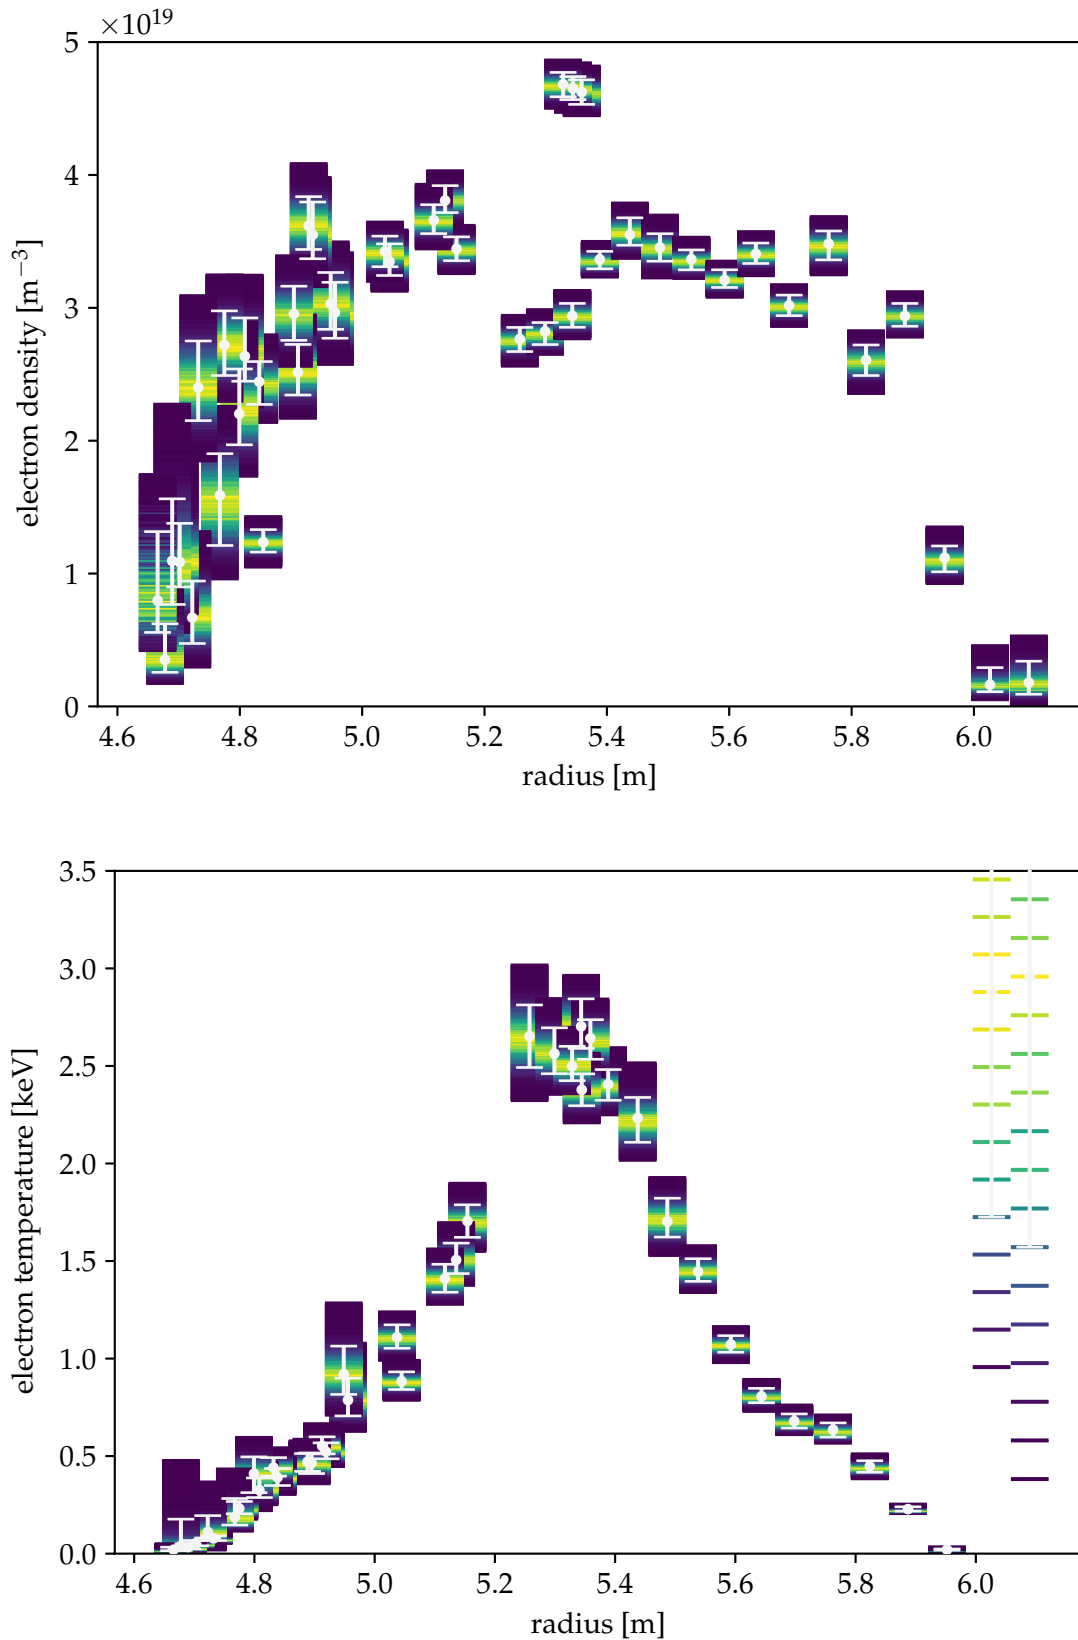 ×10¹⁹
5
4
3
2
1
0
electron density [m⁻³]
4.6 4.8 5.0 5.2 5.4 5.6 5.8 6.0
radius [m]
3.5
3.0
2.5
2.0
1.5
1.0
0.5
0.0
electron temperature [keV]
4.6 4.8 5.0 5.2 5.4 5.6 5.8 6.0
radius [m]